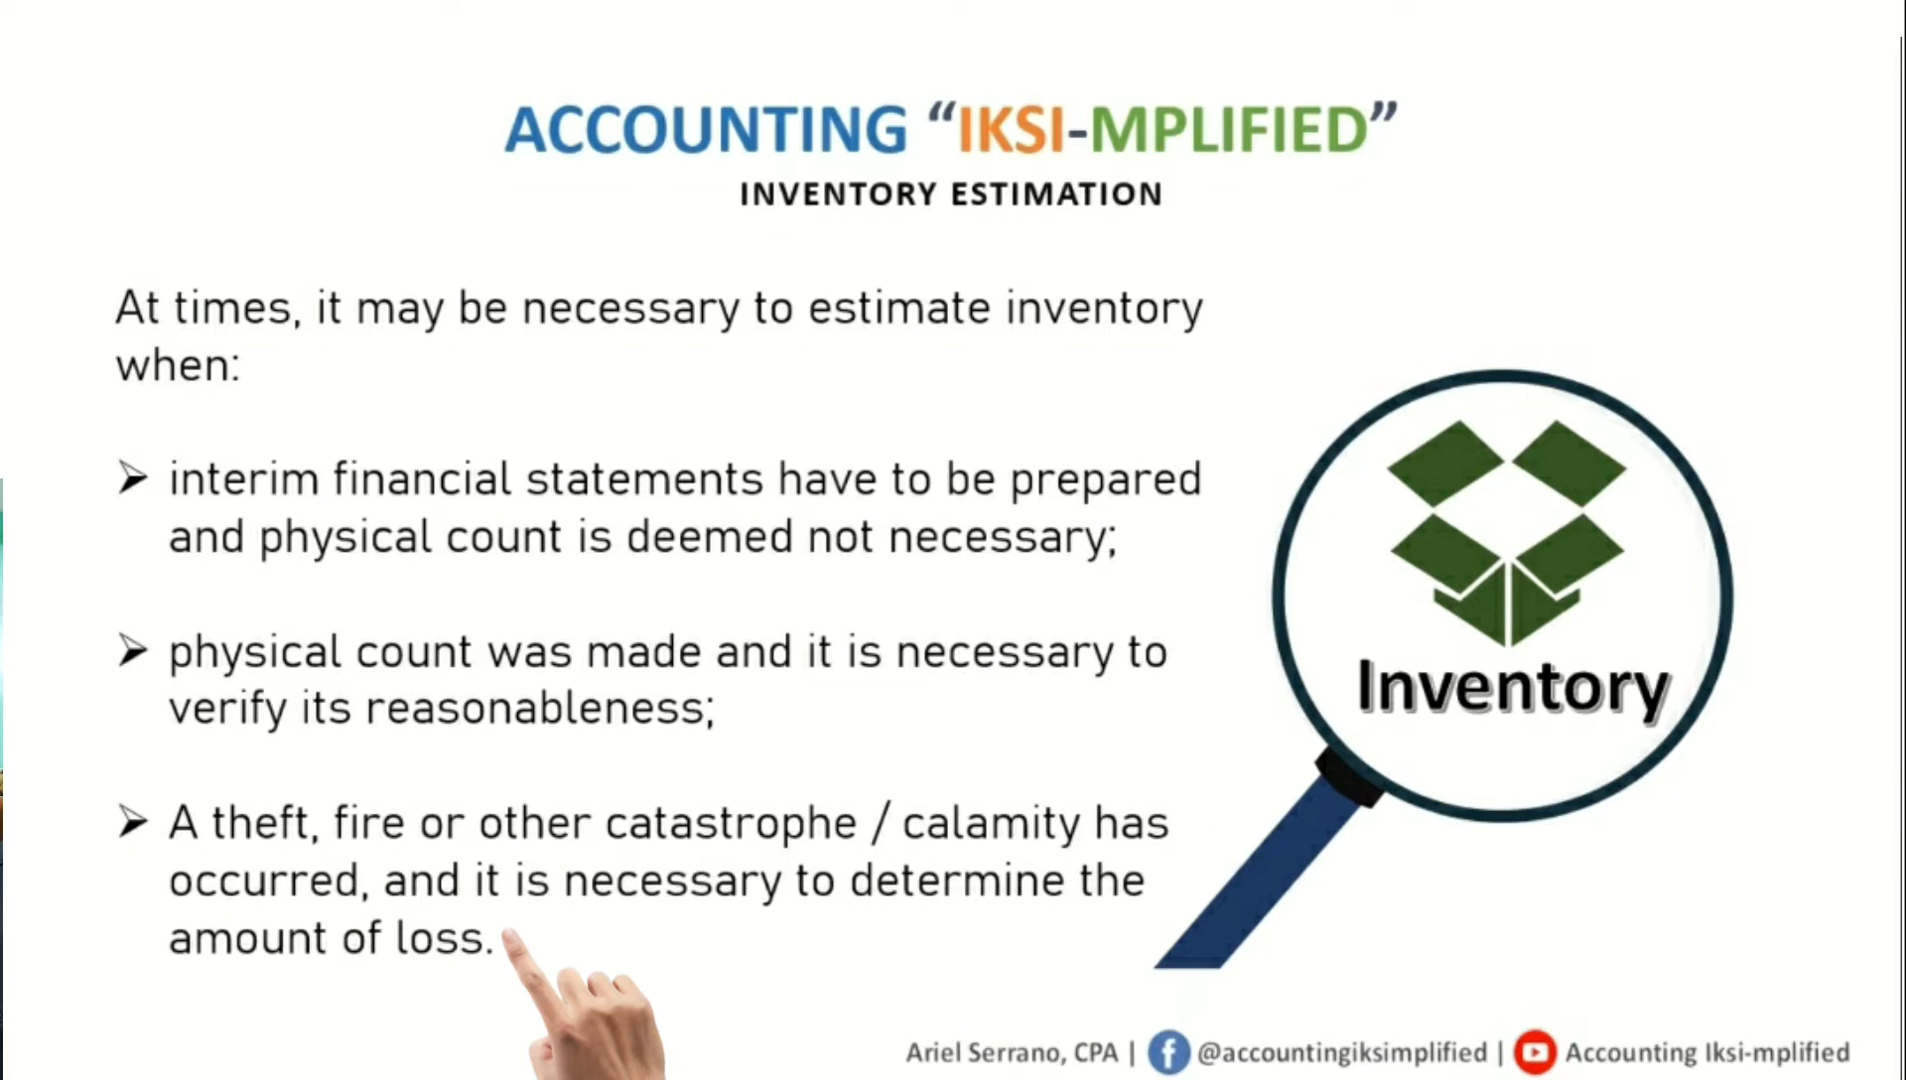 ACCOUNTING “IKSI-MPLIFIED”
INVENTORY ESTIMATION
At times, it may be necessary to estimate inventory
when:
➢ interim financial statements have to be prepared
and physical count is deemed not necessary;
➢ physical count was made and it is necessary to
verify its reasonableness;
➢ A theft, fire or other catastrophe / calamity has
occurred, and it is necessary to determine the
amount of loss.
Inventory
Ariel Serrano, CPA | @accountingiksimplified | Accounting Iksi-mplified